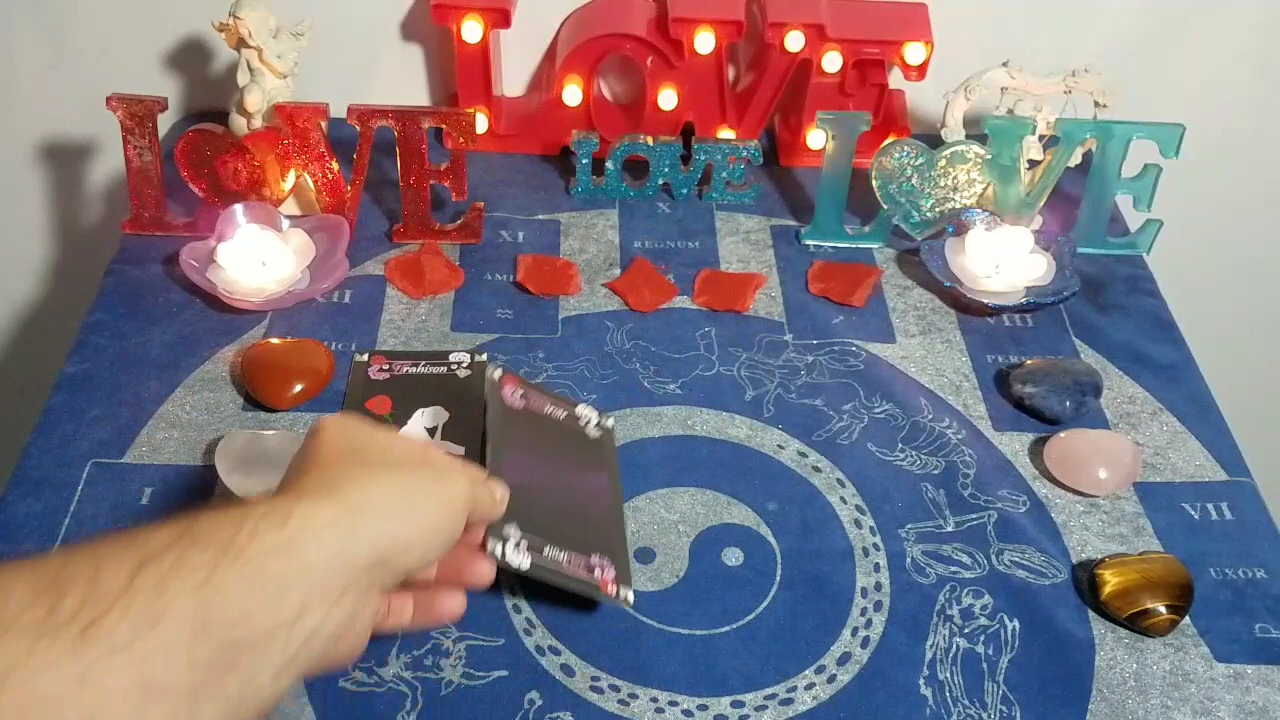 LOVE
LOVE
LOVE
LOVE
X
REGNUM
XI
XII
VIII
I
VII
UXOR
Trahison